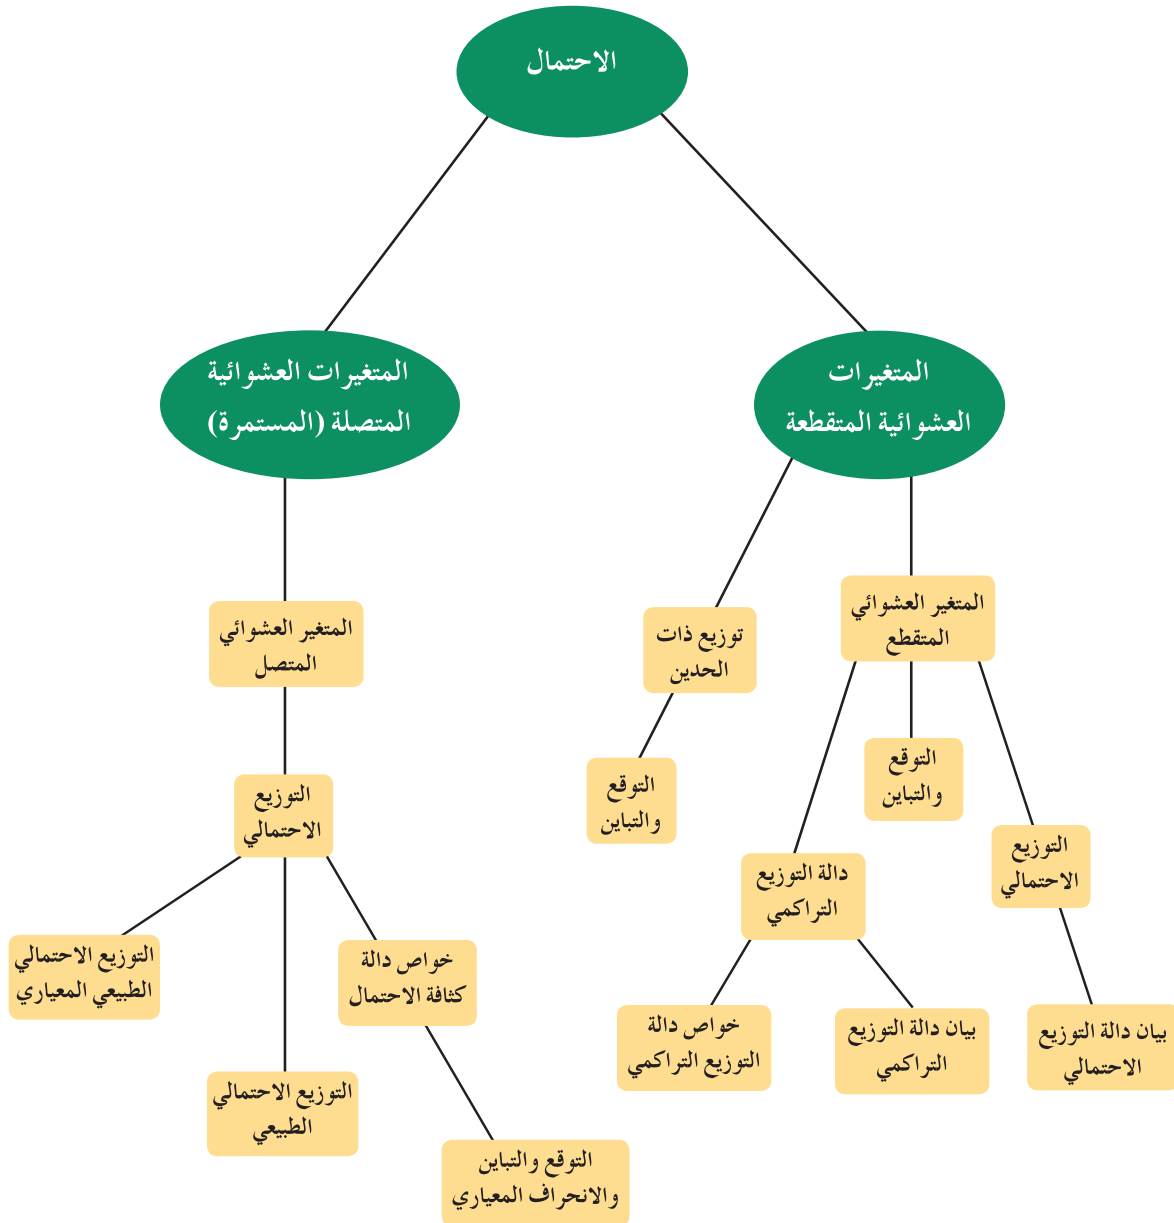 الاحتمال
المتغيرات
العشوائية المتقطعة
المتغيرات العشوائية
المتصلة (المستمرة)
المتغير العشوائي
المتقطع
توزيع ذات
الحدين
المتغير العشوائي
المتصل
التوقع
والتباين
التوقع
والتباين
التوزيع
الاحتمالي
التوزيع
الاحتمالي
دالة التوزيع
التراكمي
بيان دالة التوزيع
الاحتمالي
بيان دالة التوزيع
التراكمي
خواص دالة
التوزيع التراكمي
خواص دالة
كثافة الاحتمال
التوزيع الاحتمالي
الطبيعي المعياري
التوزيع الاحتمالي
الطبيعي
التوقع والتباين
والانحراف المعياري